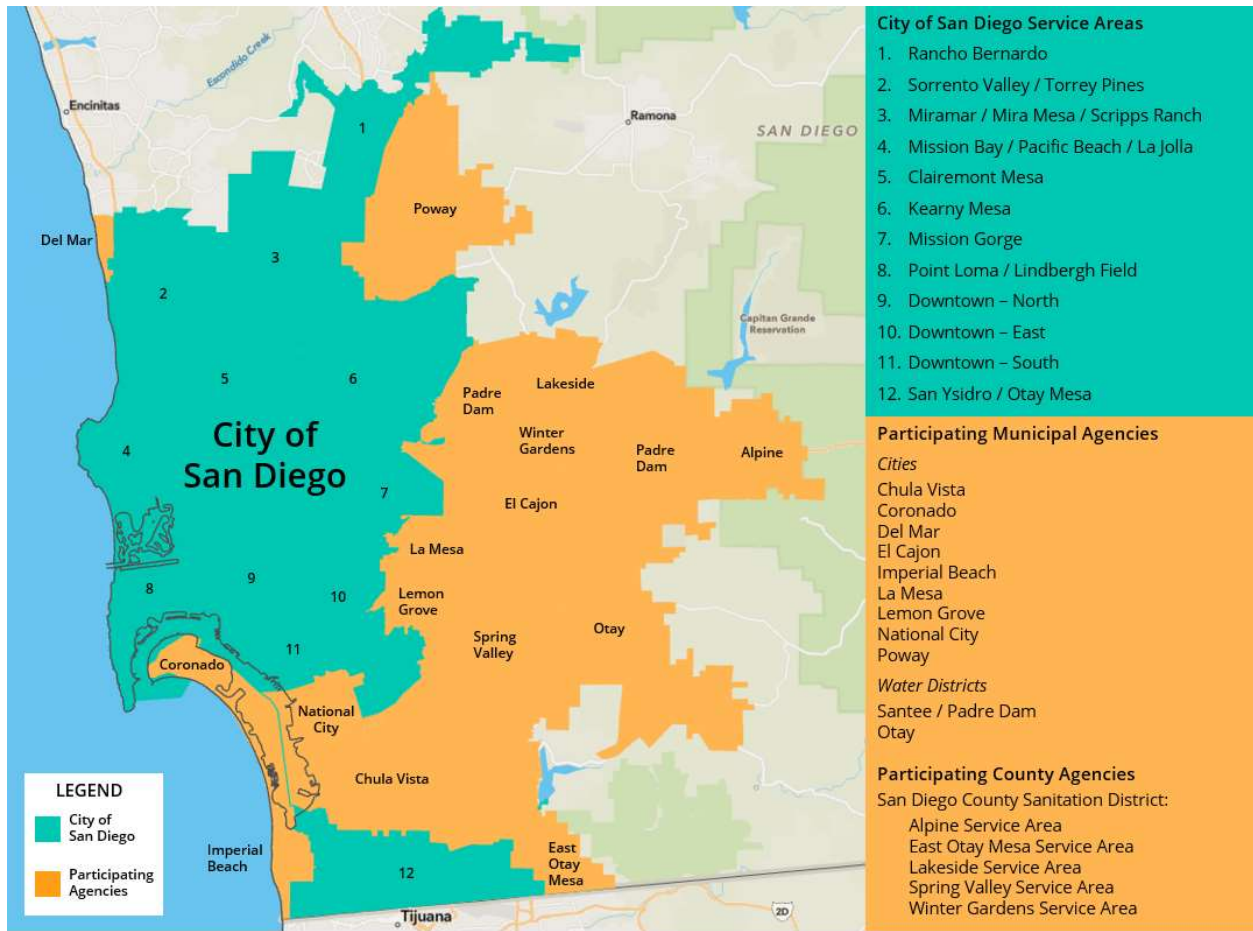 Escondido Creek
Encinitas
Ramona
SAN DIEGO
1
Poway
Del Mar
3
2
Capitan Grande
Reservation
5
6
Lakeside
Padre
Dam
City of
San Diego
Winter
Gardens
Padre
Dam
Alpine
4
7
El Cajon
La Mesa
8
9
10
Lemon
Grove
Otay
Spring
Valley
11
Coronado
National
City
Chula Vista
LEGEND
City of
San Diego
Participating
Agencies
Imperial
Beach
12
East
Otay
Mesa
Tijuana
2D
City of San Diego Service Areas
1. Rancho Bernardo
2. Sorrento Valley / Torrey Pines
3. Miramar / Mira Mesa / Scripps Ranch
4. Mission Bay / Pacific Beach / La Jolla
5. Clairemont Mesa
6. Kearny Mesa
7. Mission Gorge
8. Point Loma / Lindbergh Field
9. Downtown – North
10. Downtown – East
11. Downtown – South
12. San Ysidro / Otay Mesa
Participating Municipal Agencies
Cities
Chula Vista
Coronado
Del Mar
El Cajon
Imperial Beach
La Mesa
Lemon Grove
National City
Poway
Water Districts
Santee / Padre Dam
Otay
Participating County Agencies
San Diego County Sanitation District:
Alpine Service Area
East Otay Mesa Service Area
Lakeside Service Area
Spring Valley Service Area
Winter Gardens Service Area